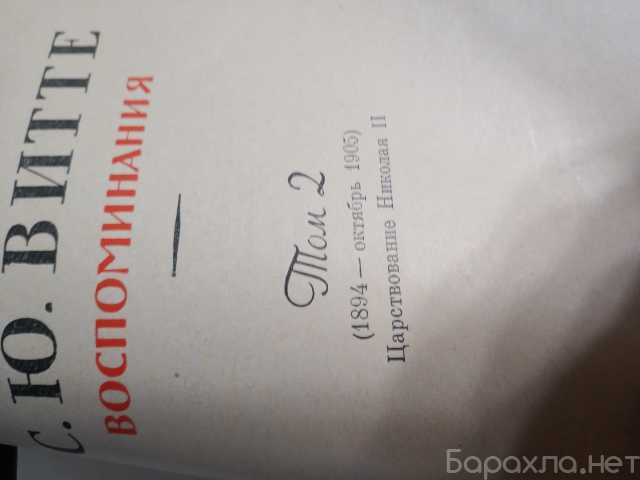 С. Ю. ВИТТЕ
ВОСПОМИНАНИЯ
Том 2
(1894 — октябрь 1905)
Царствование Николая II
Барахла.нет